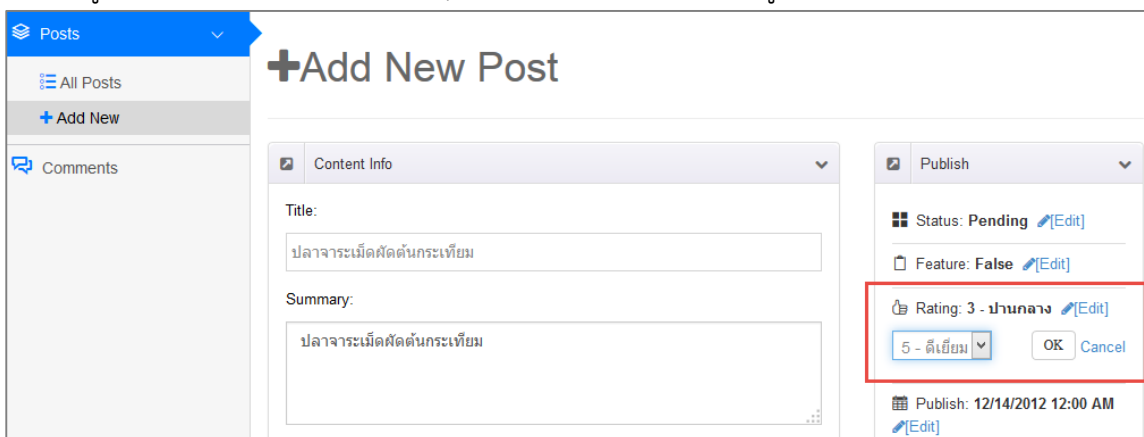 Posts
All Posts
Add New
Comments
Add New Post
Content Info
Title:
ปลาจาระเม็ดผัดต้นกระเทียม
Summary:
ปลาจาระเม็ดผัดต้นกระเทียม
Publish
Status: Pending [Edit]
Feature: False [Edit]
Rating: 3 - ปานกลาง [Edit]
5 - ดีเยี่ยม OK Cancel
Publish: 12/14/2012 12:00 AM
[Edit]